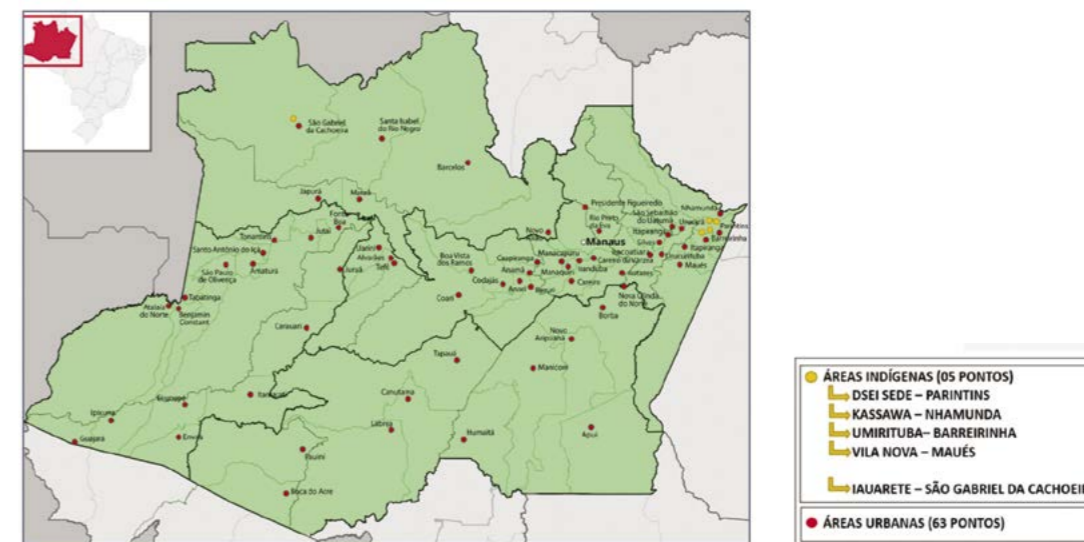 São Gabriel
da Cachoeira
Santa Isabel
do Rio Negro
Barcelos
Japurá
Maraã
Fonte
Boa
Jutaí
Tonantins
Santo Antônio do Içá
São Paulo
de Olivença
Amaturá
Tabatinga
Atalaia
do Norte
Benjamin
Constant
Uarini
Alvarães
Tefé
Juruá
Carauari
Boa Vista
dos Ramos
Codajás
Coari
Novo
Caapiranga
Anamã
Anori
Beruri
Manacapuru
Manaquiri
Iranduba
Careiro
Presidente Figueiredo
Rio Preto
da Eva
Manaus
São Sebastião
do Uatumã
Itapiranga
Silves
Itacoatiara
Autazes
Nova Olinda
do Norte
Borba
Nhamundá
Parintins
Barreirinha
Maués
Novo
Aripuanã
Manicoré
Tapauá
Canutama
Lábrea
Humaitá
Apuí
Pauini
Boca do Acre
Ipixuna
Guajará
Envira
ÁREAS INDÍGENAS (05 PONTOS)
DSEI SEDE – PARINTINS
KASSAWA – NHAMUNDA
UMIRITUBA– BARREIRINHA
VILA NOVA – MAUÉS
IAUARETE – SÃO GABRIEL DA CACHOEI
ÁREAS URBANAS (63 PONTOS)